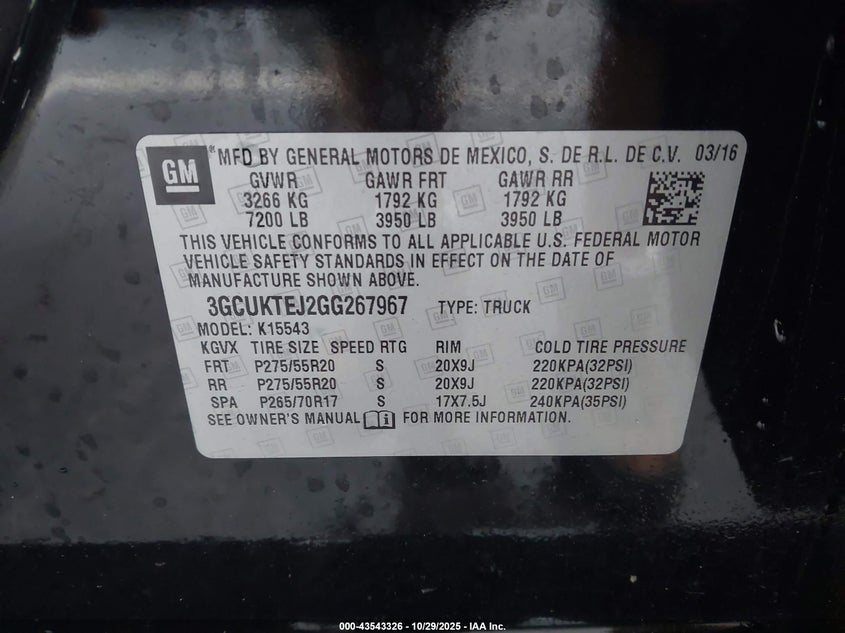 GM ® MFD BY GENERAL MOTORS DE MEXICO, S. DE R.L. DE C.V. 03/16
GVWR GAWR FRT GAWR RR
3266 KG 1792 KG 1792 KG
7200 LB 3950 LB 3950 LB
THIS VEHICLE CONFORMS TO ALL APPLICABLE U.S. FEDERAL MOTOR
VEHICLE SAFETY STANDARDS IN EFFECT ON THE DATE OF
MANUFACTURE SHOWN ABOVE.
3GCUKTEJ2GG267967 TYPE: TRUCK
MODEL: K15543
KGVX TIRE SIZE SPEED RTG RIM COLD TIRE PRESSURE
FRT P275/55R20 S 20X9J 220KPA(32PSI)
RR P275/55R20 S 20X9J 220KPA(32PSI)
SPA P265/70R17 S 17X7.5J 240KPA(35PSI)
SEE OWNER'S MANUAL FOR MORE INFORMATION.
000-43543326 - 10/29/2025 - IAA Inc.